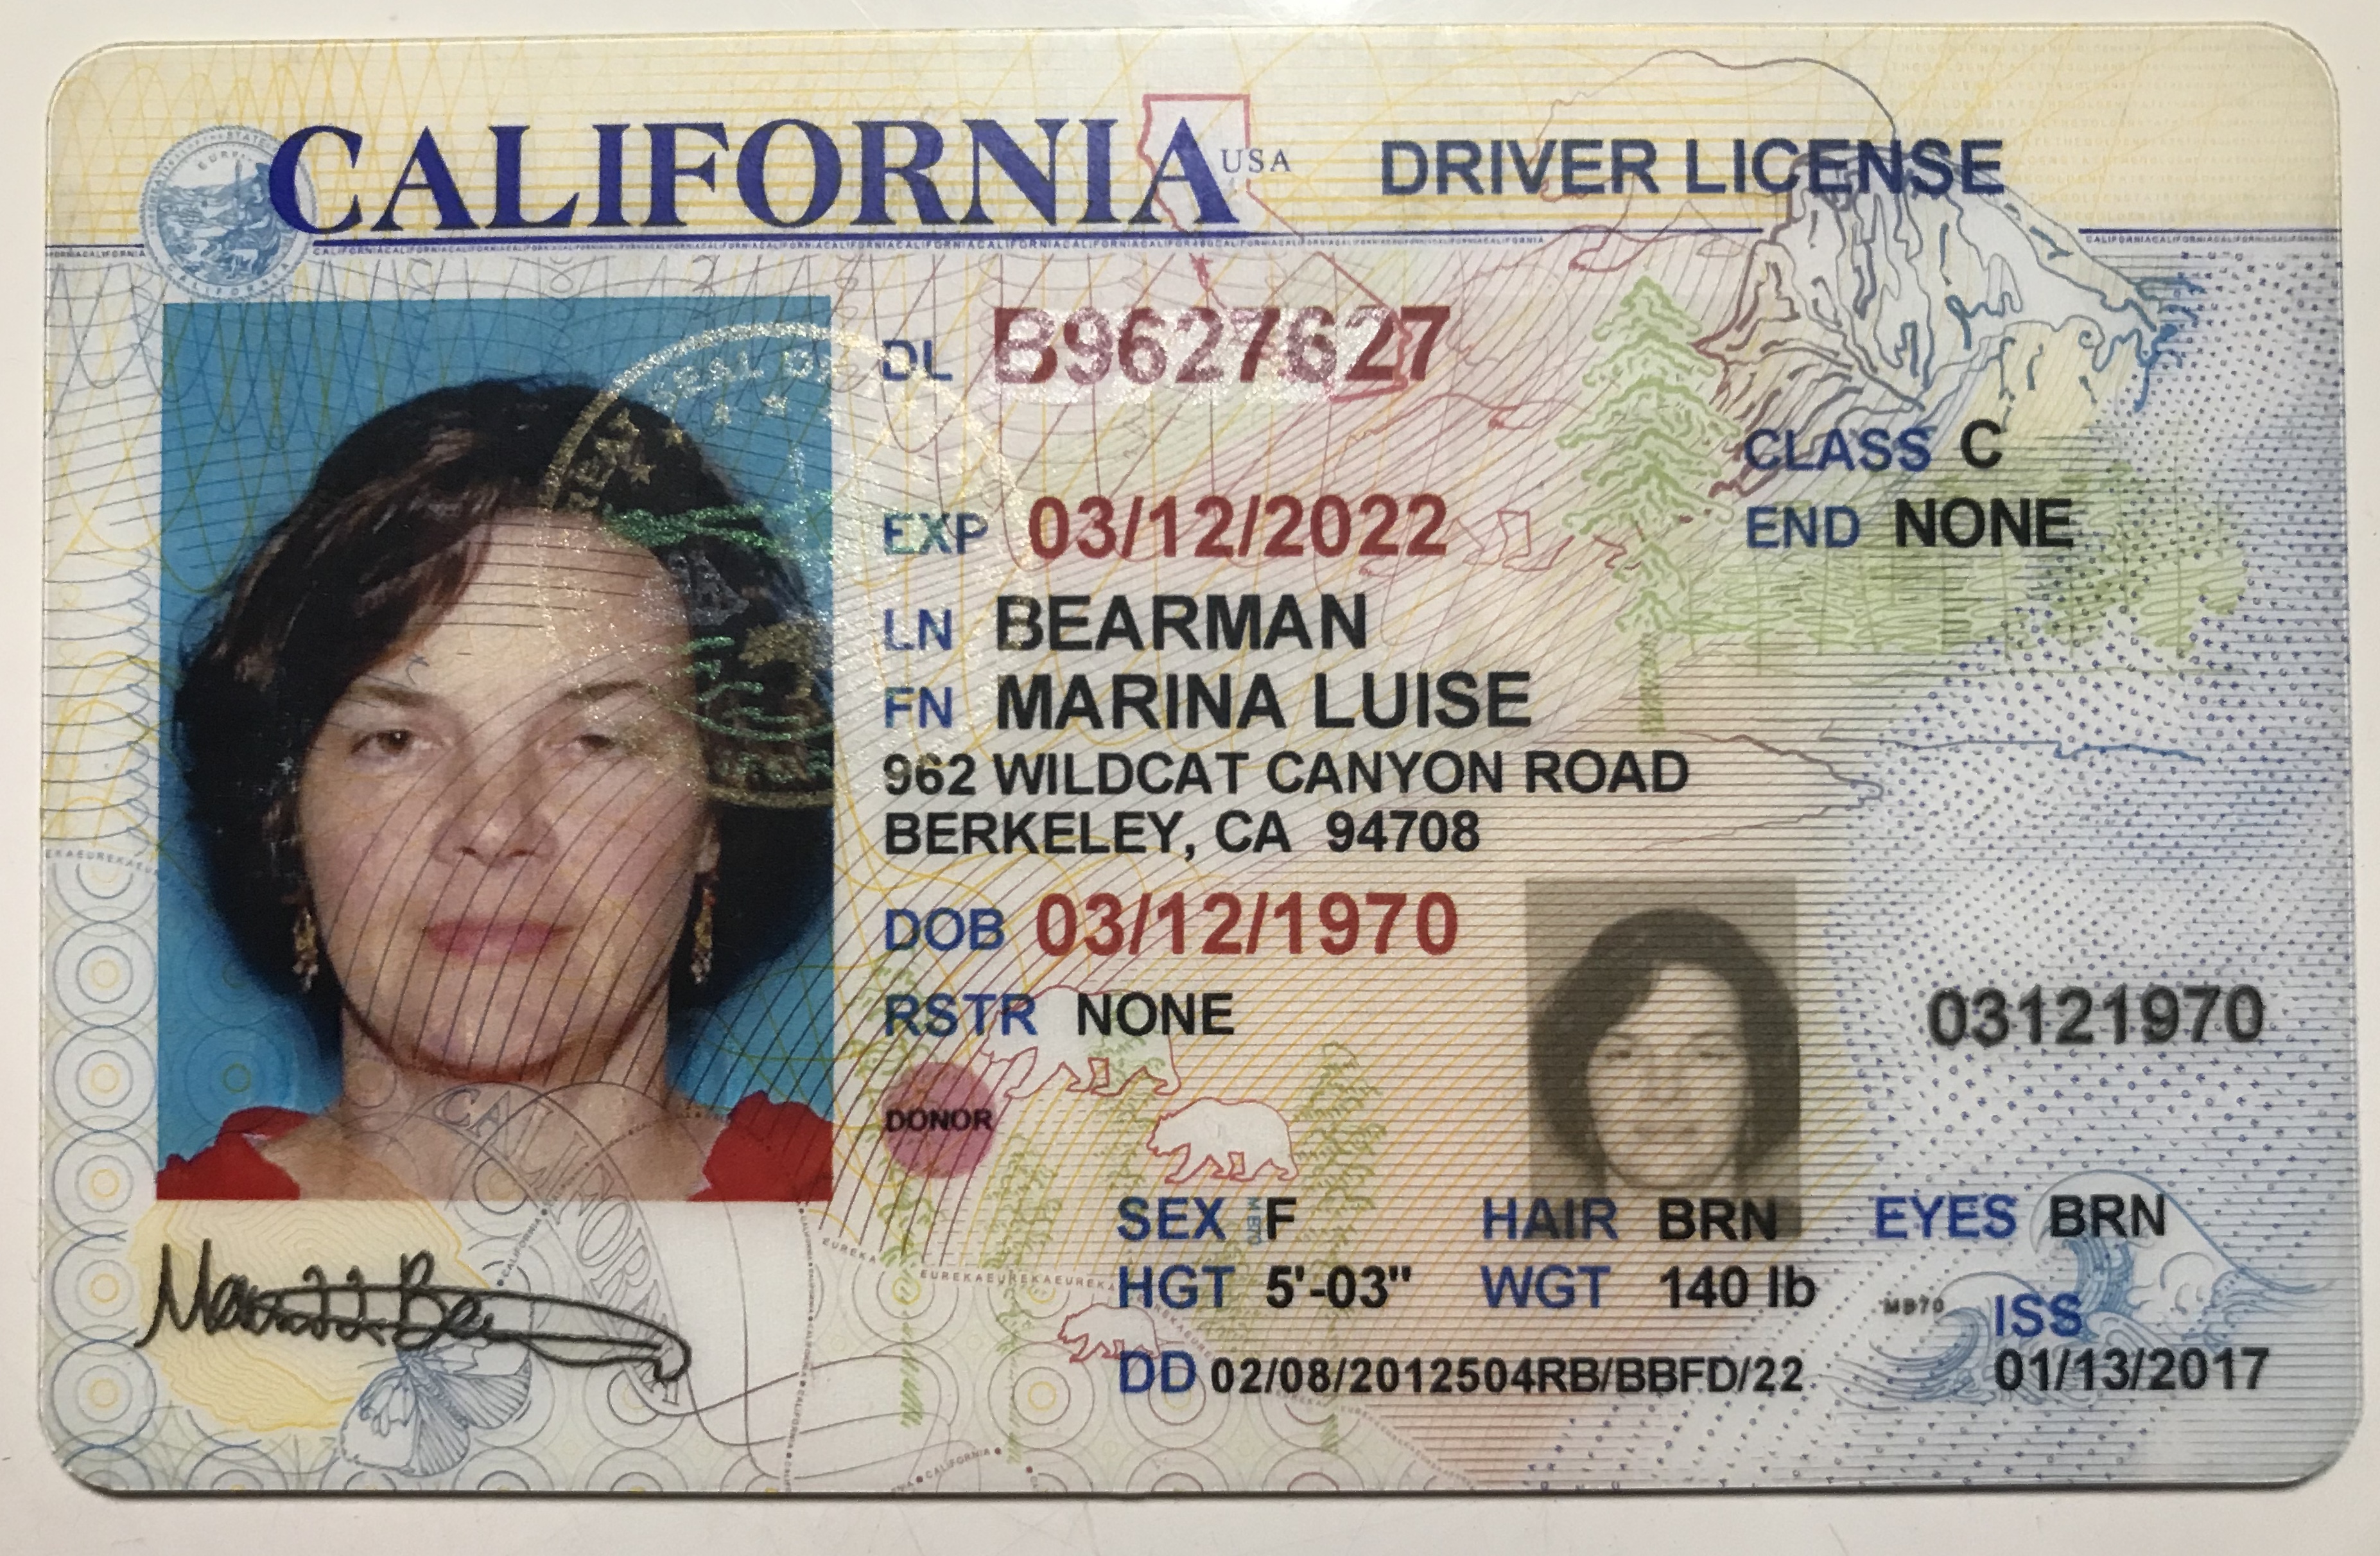 CALIFORNIA USA DRIVER LICENSE
DL B9627627
CLASS C
EXP 03/12/2022
END NONE
LN BEARMAN
FN MARINA LUISE
962 WILDCAT CANYON ROAD
BERKELEY, CA 94708
DOB 03/12/1970
RSTR NONE
03121970
DONOR
SEX F HAIR BRN EYES BRN
HGT 5'-03" WGT 140 lb
MB70
ISS
DD 02/08/2012504RB/BBFD/22
01/13/2017
CALIFORNIA